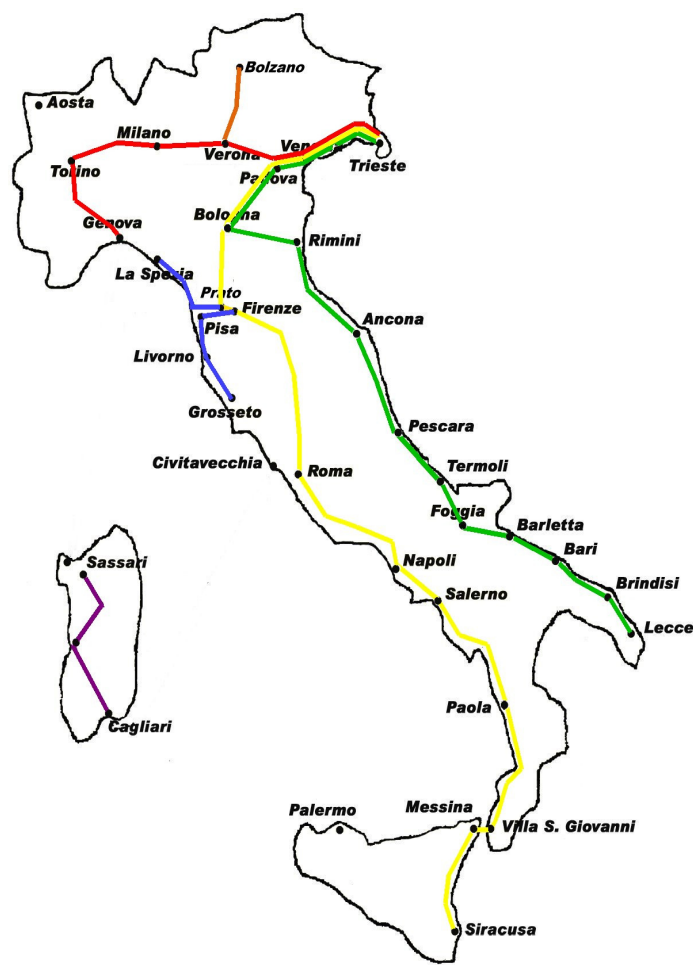 Bolzano
Aosta
Milano
Verona
Ven
Trieste
Torino
Padova
Genova
Bologna
Rimini
La Spezia
Prato
Firenze
Pisa
Ancona
Livorno
Grosseto
Pescara
Civitavecchia
Roma
Termoli
Foggia
Barletta
Bari
Napoli
Sassari
Salerno
Brindisi
Lecce
Paola
Cagliari
Messina
Palermo
Villa S. Giovanni
Siracusa